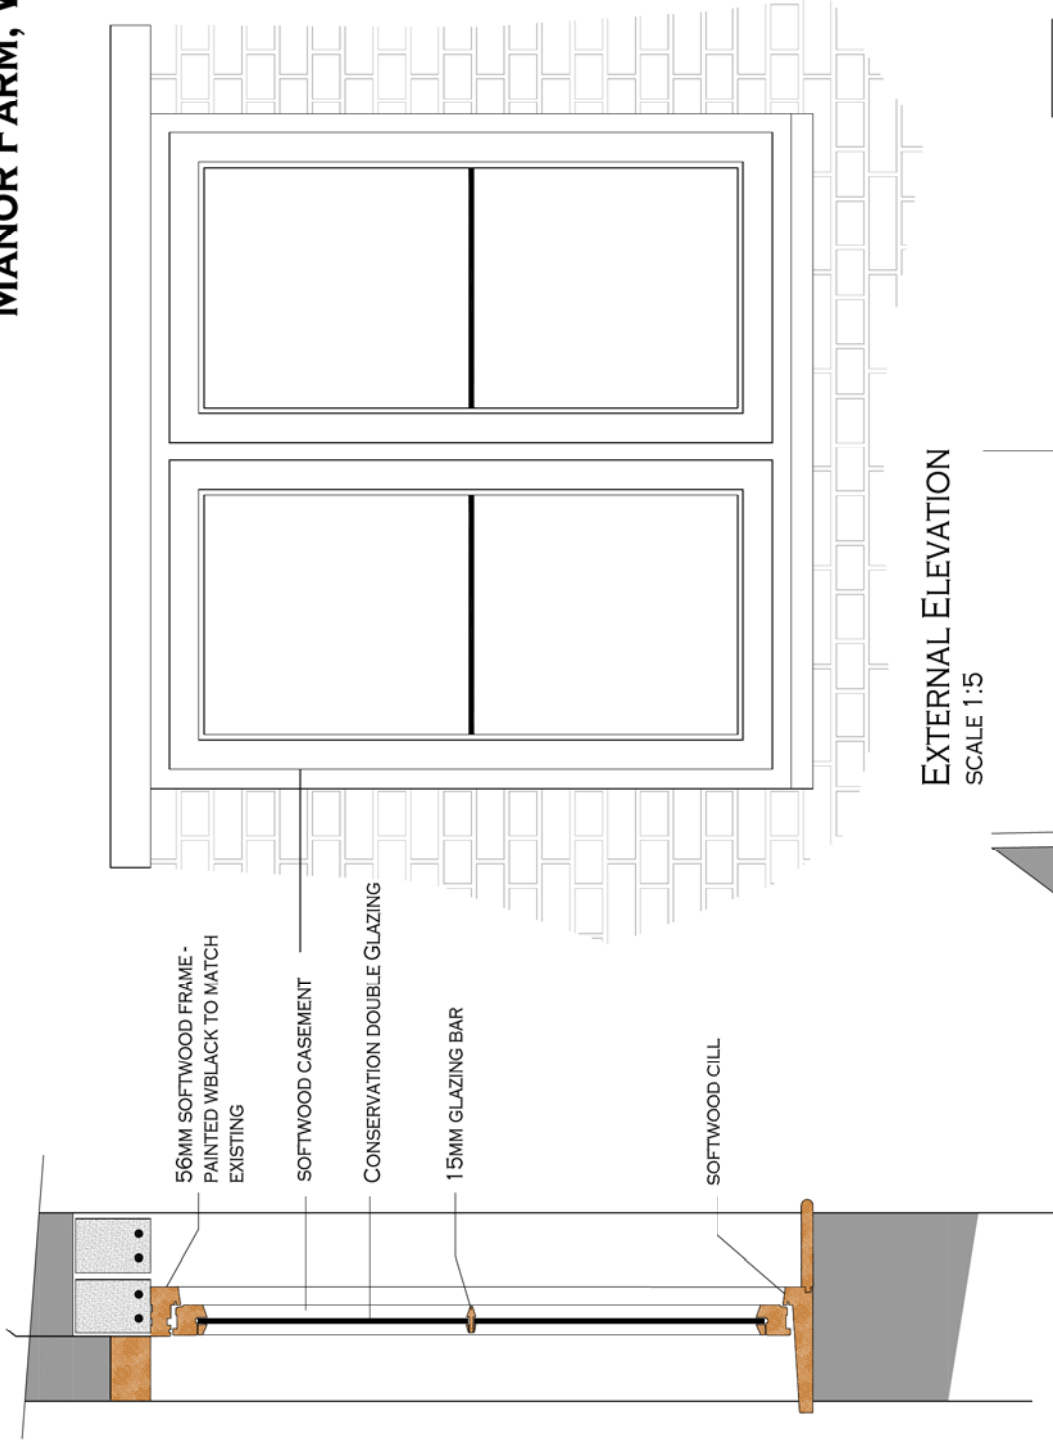 MANOR FARM,
56MM SOFTWOOD FRAME -
PAINTED WBLACK TO MATCH
EXISTING
SOFTWOOD CASEMENT
CONSERVATION DOUBLE GLAZING
15MM GLAZING BAR
SOFTWOOD CILL
EXTERNAL ELEVATION
SCALE 1:5